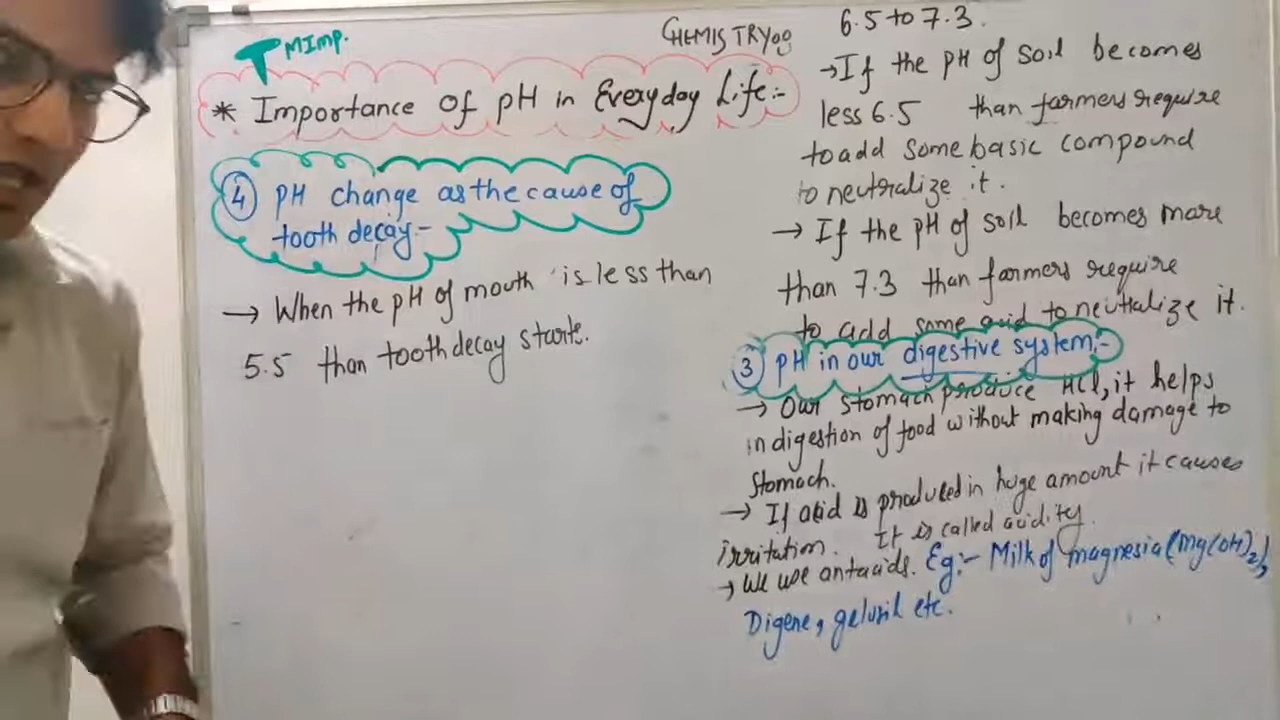 MImp.
CHEMISTRY00
* Importance of pH in Everyday Life:-
④ PH change as the cause of
tooth decay-
→ When the pH of mouth is less than
5.5 than tooth decay starts.
6.5 to 7.3.
→ If the pH of soil becomes
less 6.5 than farmers require
to add some basic compound
to neutralize it.
→ If the pH of soil becomes more
than 7.3 than farmers require
to add some acid to neutralize it.
③ PH in our digestive system:-
→ Our stomach produce HCl, it helps
in digestion of food without making damage to
stomach.
→ If acid is produced in huge amount it causes
irritation. It is called acidity.
→ We use antacids. Eg:- Milk of magnesia (Mg(OH)2),
Digene, gelusil etc.